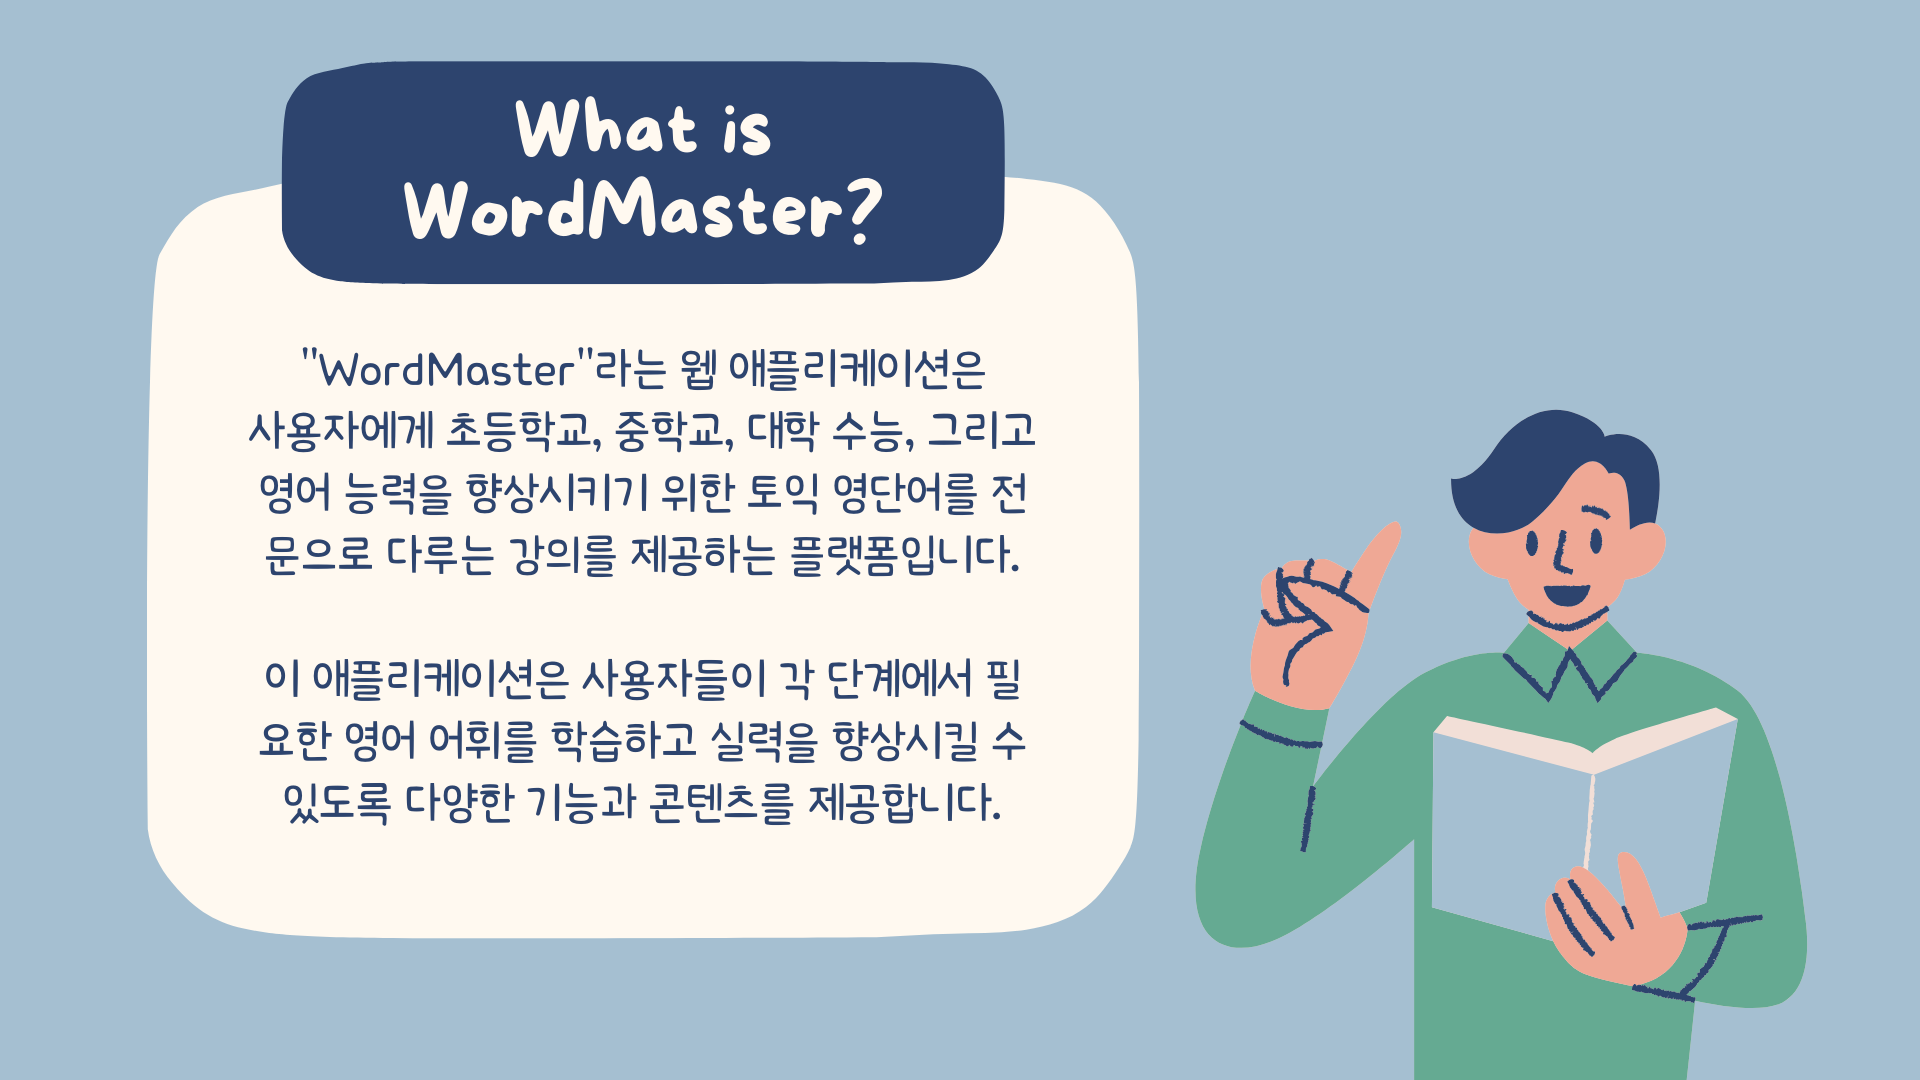 What is
WordMaster?
"WordMaster"라는 웹 애플리케이션은
사용자에게 초등학교, 중학교, 대학 수능, 그리고
영어 능력을 향상시키기 위한 토익 영단어를 전
문으로 다루는 강의를 제공하는 플랫폼입니다.
이 애플리케이션은 사용자들이 각 단계에서 필
요한 영어 어휘를 학습하고 실력을 향상시킬 수
있도록 다양한 기능과 콘텐츠를 제공합니다.